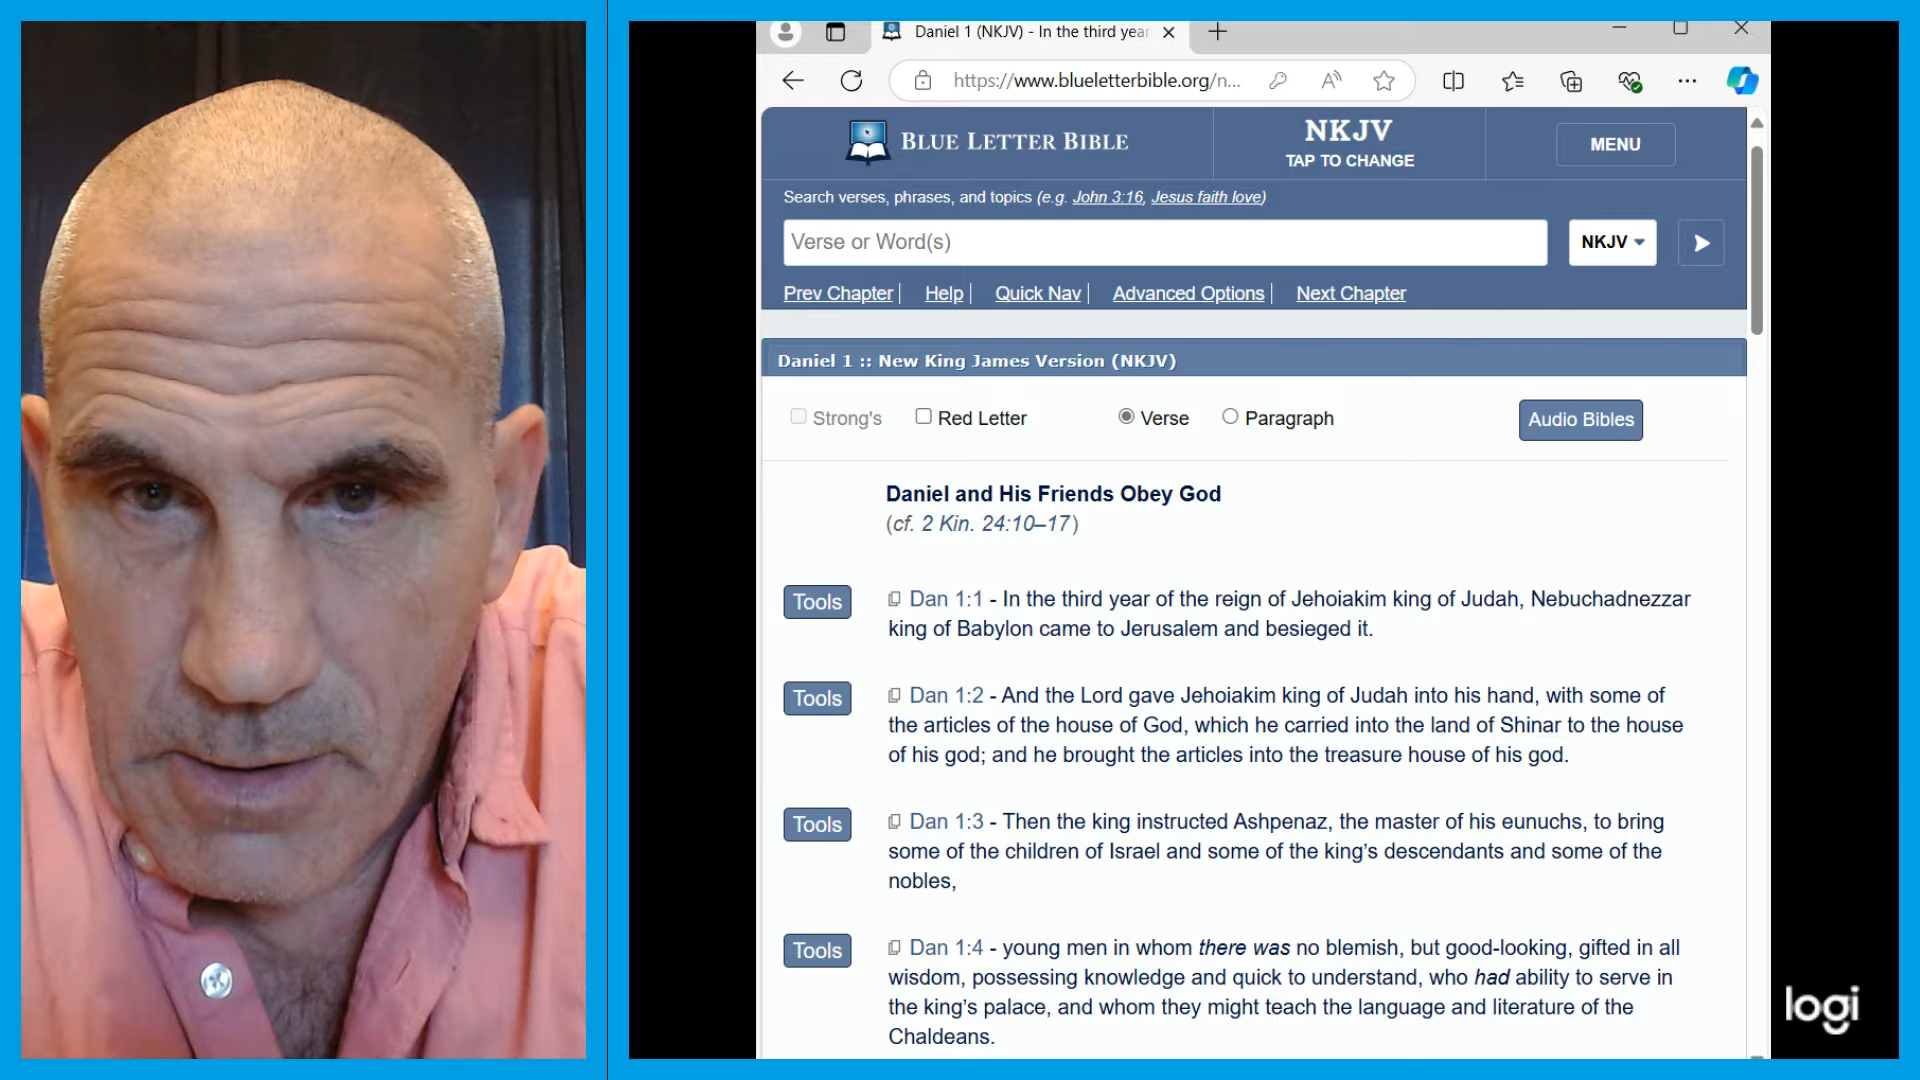 Daniel 1 (NKJV) - In the third year
https://www.blueletterbible.org/n...
BLUE LETTER BIBLE
NKJV
TAP TO CHANGE
MENU
Search verses, phrases, and topics (e.g. John 3:16, Jesus faith love)
Verse or Word(s)
NKJV
Prev Chapter | Help | Quick Nav | Advanced Options | Next Chapter
Daniel 1 :: New King James Version (NKJV)
Strong's Red Letter Verse Paragraph Audio Bibles
Daniel and His Friends Obey God
(cf. 2 Kin. 24:10–17)
Tools Dan 1:1 - In the third year of the reign of Jehoiakim king of Judah, Nebuchadnezzar
king of Babylon came to Jerusalem and besieged it.
Tools Dan 1:2 - And the Lord gave Jehoiakim king of Judah into his hand, with some of
the articles of the house of God, which he carried into the land of Shinar to the house
of his god; and he brought the articles into the treasure house of his god.
Tools Dan 1:3 - Then the king instructed Ashpenaz, the master of his eunuchs, to bring
some of the children of Israel and some of the king's descendants and some of the
nobles,
Tools Dan 1:4 - young men in whom there was no blemish, but good-looking, gifted in all
wisdom, possessing knowledge and quick to understand, who had ability to serve in
the king's palace, and whom they might teach the language and literature of the
Chaldeans.
logi